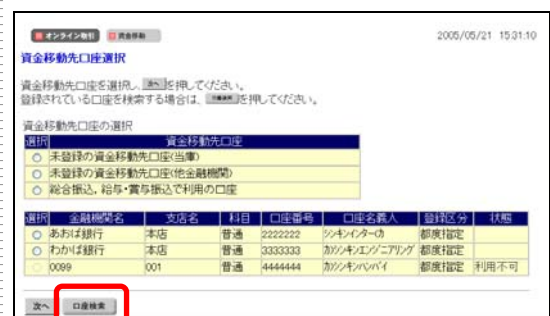 オンライン取引 資金移動 2005/05/21 15:31:10
資金移動先口座選択
資金移動先口座を選択し、次へを押してください。
登録されている口座を検索する場合は、口座検索を押してください。
資金移動先口座の選択
選択 資金移動先口座
未登録の資金移動先口座(当庫)
未登録の資金移動先口座(他金融機関)
総合振込，給与・賞与振込で利用の口座
選択 金融機関名 支店名 科目 口座番号 口座名義人 登録区分 状態
あおば銀行 本店 普通 2222222 シンキンインター(カ 都度指定
わかば銀行 本店 普通 3333333 カ)シンキンエンジニアリング 都度指定
0099 001 普通 4444444 カ)シンキンハンバイ 都度指定 利用不可
次へ 口座検索